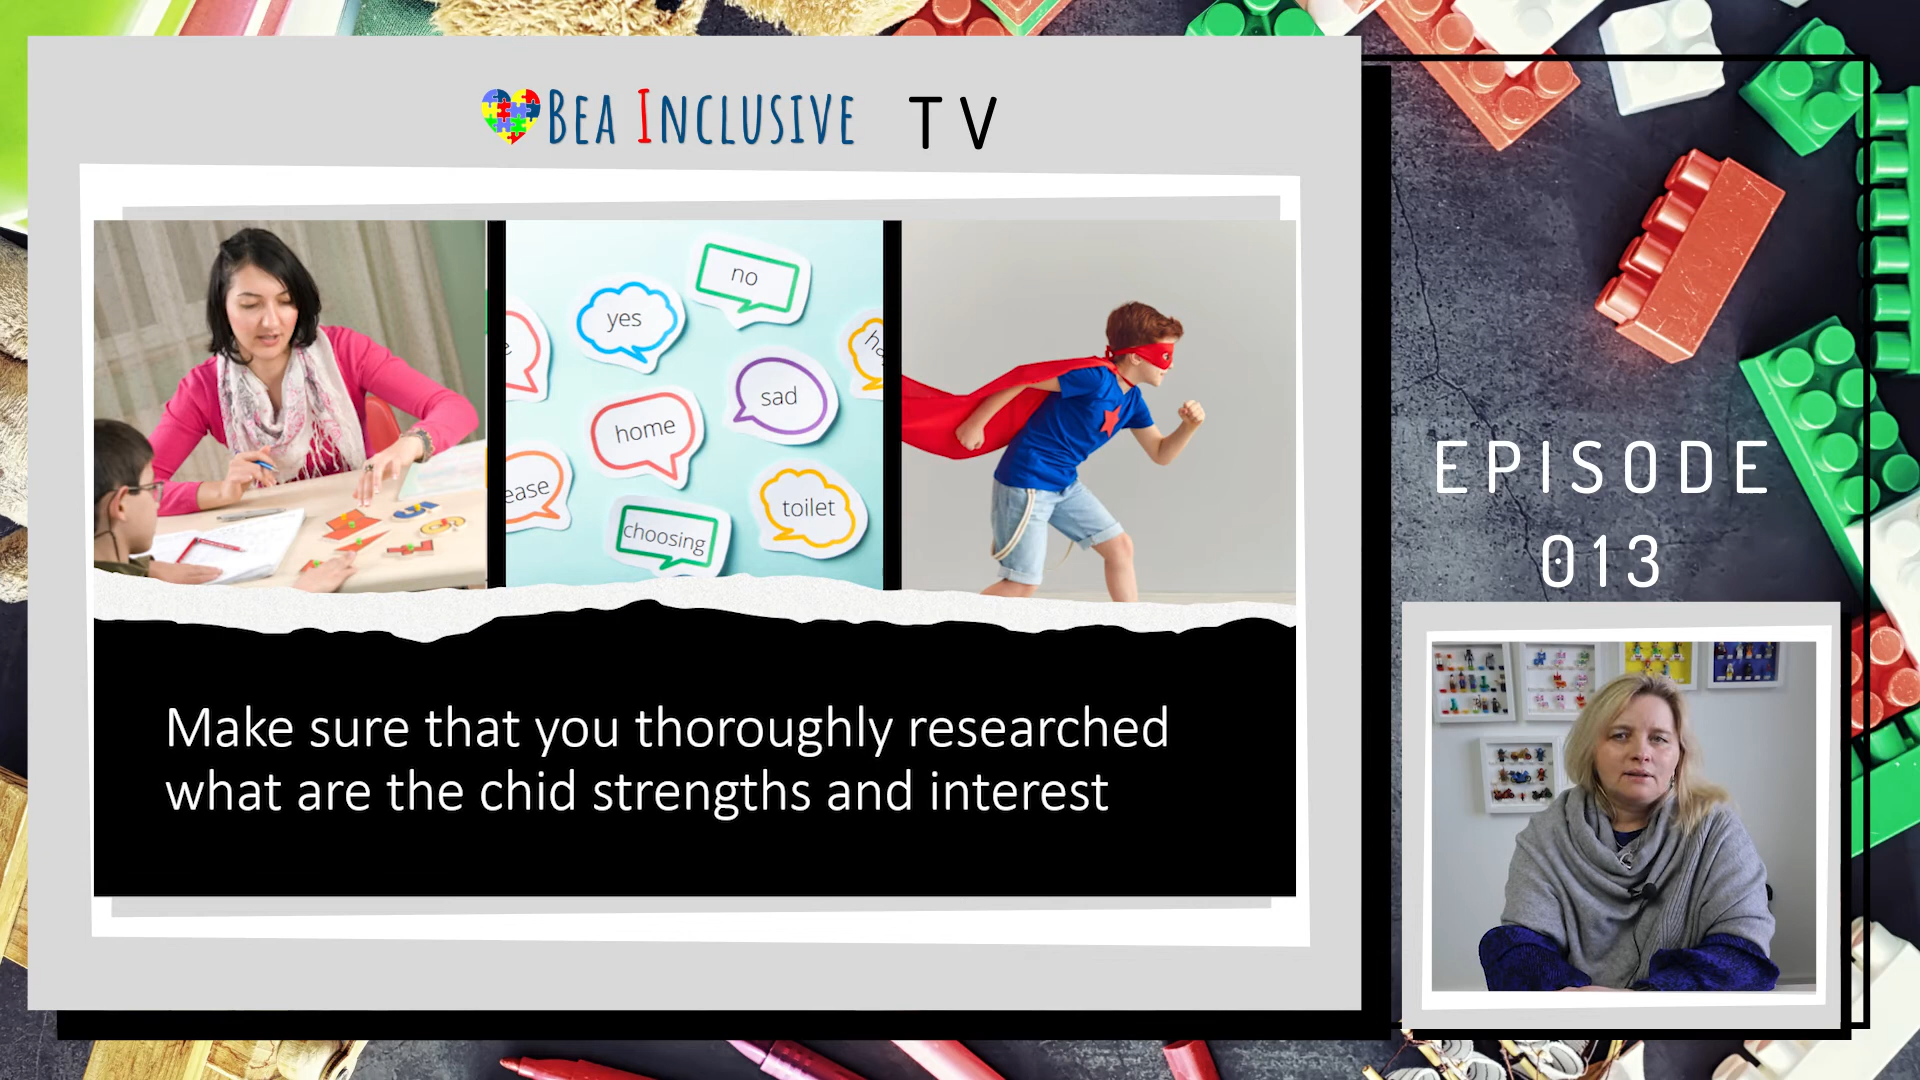 BEA INCLUSIVE TV
no
yes
sad
home
ease
toilet
choosing
Make sure that you thoroughly researched
what are the chid strengths and interest
EPISODE
013